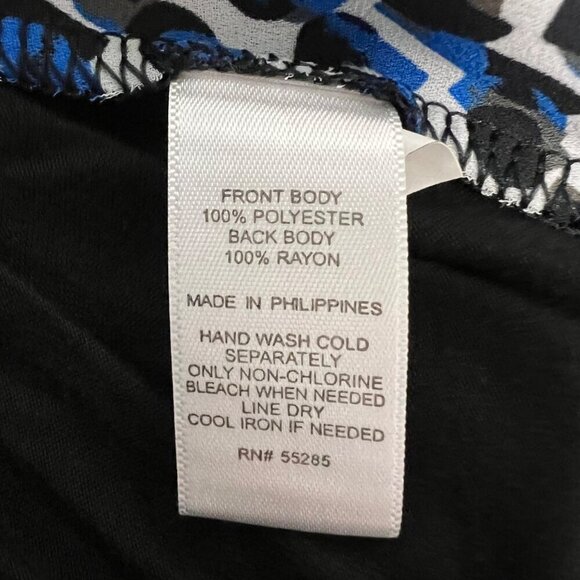 FRONT BODY
100% POLYESTER
BACK BODY
100% RAYON
MADE IN PHILIPPINES
HAND WASH COLD
SEPARATELY
ONLY NON-CHLORINE
BLEACH WHEN NEEDED
LINE DRY
COOL IRON IF NEEDED
RN# 55285